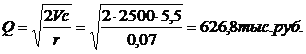 Q = √(2Vc / r) = √(2·2500·5,5 / 0,07) = 626,8тыс.руб.